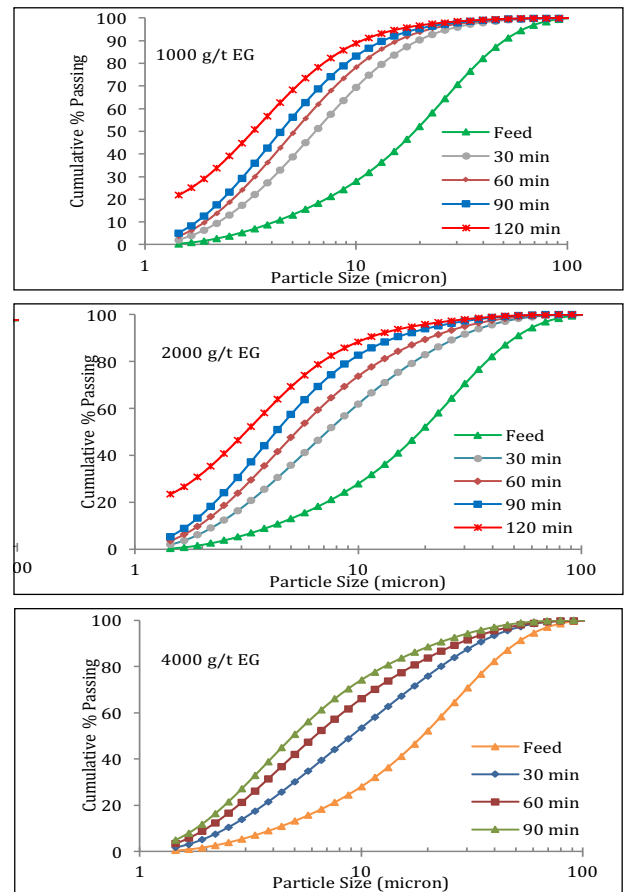 1000 g/t EG
Cumulative % Passing
100
90
80
70
60
50
40
30
20
10
0
Feed
30 min
60 min
90 min
120 min
1
10
100
Particle Size (micron)
2000 g/t EG
Cumulative % Passing
100
80
60
40
20
0
Feed
30 min
60 min
90 min
120 min
00
1
10
100
Particle Size (micron)
4000 g/t EG
Cumulative % Passing
100
80
60
40
20
0
Feed
30 min
60 min
90 min
1
10
100
Particle Size (micron)